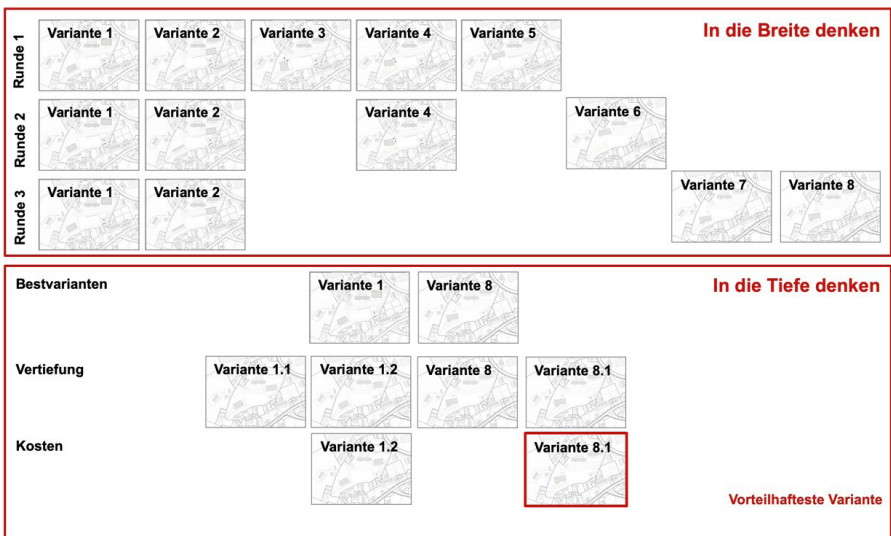 In die Breite denken
Runde 1
Variante 1
Variante 2
Variante 3
Variante 4
Variante 5
Runde 2
Variante 1
Variante 2
Variante 4
Variante 6
Runde 3
Variante 1
Variante 2
Variante 7
Variante 8
In die Tiefe denken
Bestvarianten
Variante 1
Variante 8
Vertiefung
Variante 1.1
Variante 1.2
Variante 8
Variante 8.1
Kosten
Variante 1.2
Variante 8.1
Vorteilhafteste Variante